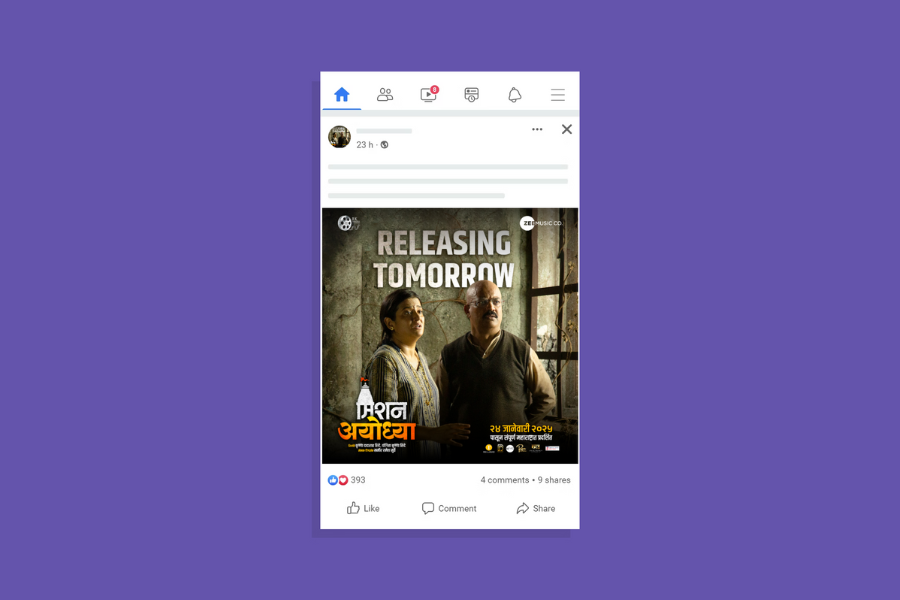 8
23 h
ZEE MUSIC CO.
RELEASING
TOMORROW
मिशन
अयोध्या
२४ जानेवारी २०२५
पासून संपूर्ण महाराष्ट्रात प्रदर्शित
393
4 comments • 9 shares
Like
Comment
Share